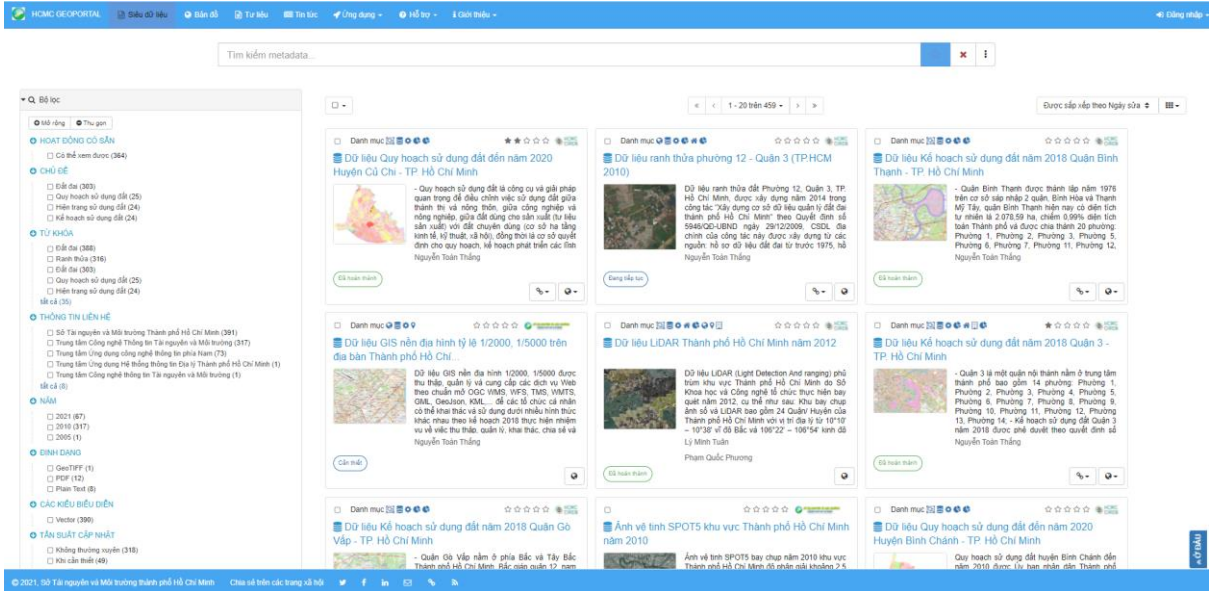 HCMC GEOPORTAL Siêu dữ liệu Bản đồ Tư liệu Tin tức Ứng dụng Hỗ trợ Giới thiệu Đăng nhập
Tìm kiếm metadata...
Bộ lọc
1 - 20 trên 459
Được sắp xếp theo Ngày sửa
Mở rộng Thu gọn
HOẠT ĐỘNG CÓ SẴN
Có thể xem được (364)
CHỦ ĐỀ
Đất đai (303)
Quy hoạch sử dụng đất (25)
Hiện trạng sử dụng đất (24)
Kế hoạch sử dụng đất (24)
TỪ KHÓA
Đất đai (388)
Ranh thửa (316)
Đất đai (303)
Quy hoạch sử dụng đất (25)
Hiện trạng sử dụng đất (24)
tất cả (35)
THÔNG TIN LIÊN HỆ
Sở Tài nguyên và Môi trường Thành phố Hồ Chí Minh (391)
Trung tâm Công nghệ Thông tin Tài nguyên và Môi trường (317)
Trung tâm Ứng dụng công nghệ thông tin phía Nam (73)
Trung tâm Ứng dụng Hệ thống thông tin Địa lý Thành phố Hồ Chí Minh (1)
Trung tâm Công nghệ thông tin Tài nguyên và Môi trường (1)
tất cả (8)
NĂM
2021 (67)
2010 (317)
2005 (1)
ĐỊNH DẠNG
GeoTIFF (1)
PDF (12)
Plain Text (8)
CÁC KIỂU BIỂU DIỄN
Vector (390)
TẦN SUẤT CẬP NHẬT
Không thường xuyên (318)
Khi cần thiết (49)
Danh mục
Dữ liệu Quy hoạch sử dụng đất đến năm 2020
Huyện Củ Chi - TP. Hồ Chí Minh
- Quy hoạch sử dụng đất là công cụ và giải pháp
quan trọng để điều chỉnh việc sử dụng đất giữa
thành thị và nông thôn, giữa công nghiệp và
nông nghiệp, giữa đất dùng cho sản xuất (tư liệu
sản xuất) với đất chuyên dùng (cơ sở hạ tầng
kinh tế, kỹ thuật, xã hội), đồng thời là cơ sở quyết
định cho quy hoạch, kế hoạch phát triển các lĩnh
Nguyễn Toàn Thắng
Đã hoàn thành
Danh mục
Dữ liệu ranh thửa phường 12 - Quận 3 (TP.HCM
2010)
Dữ liệu ranh thửa đất Phường 12, Quận 3, TP.
Hồ Chí Minh, được xây dựng năm 2014 trong
công tác "Xây dựng cơ sở dữ liệu quản lý đất đai
thành phố Hồ Chí Minh" theo Quyết định số
5946/QĐ-UBND ngày 29/12/2009, CSDL địa
chính của công tác này được xây dựng từ các
nguồn: hồ sơ dữ liệu đất đai từ trước 1975, hồ
Nguyễn Toàn Thắng
Đang tiếp tục
Danh mục
Dữ liệu Kế hoạch sử dụng đất năm 2018 Quận Bình
Thạnh - TP. Hồ Chí Minh
- Quận Bình Thạnh được thành lập năm 1976
trên cơ sở sáp nhập 2 quận, Bình Hòa và Thạnh
Mỹ Tây, quận Bình Thạnh hiện nay có diện tích
tự nhiên là 2.078,59 ha, chiếm 0,99% diện tích
toàn Thành phố và được chia thành 20 phường:
Phường 1, Phường 2, Phường 3, Phường 5,
Phường 6, Phường 7, Phường 11, Phường 12,
Nguyễn Toàn Thắng
Đã hoàn thành
Danh mục
Dữ liệu GIS nền địa hình tỷ lệ 1/2000, 1/5000 trên
địa bàn Thành phố Hồ Chí...
Dữ liệu GIS nền địa hình 1/2000, 1/5000 được
thu thập, quản lý và cung cấp các dịch vụ Web
theo chuẩn mở OGC WMS, WFS, TMS, WMTS,
GML, GeoJson, KML,... để các tổ chức cá nhân
có thể khai thác và sử dụng dưới nhiều hình thức
khác nhau theo kế hoạch 2018 thực hiện nhiệm
vụ về việc thu thập, quản lý, khai thác, chia sẻ và
Nguyễn Toàn Thắng
Cần thiết
Danh mục
Dữ liệu LiDAR Thành phố Hồ Chí Minh năm 2012
Dữ liệu LiDAR (Light Detection And ranging) phủ
trùm khu vực Thành phố Hồ Chí Minh do Sở
Khoa học và Công nghệ tổ chức thực hiện bay
quét năm 2012, cụ thể như sau: Khu bay chụp
ảnh số và LiDAR bao gồm 24 Quận/ Huyện của
Thành phố Hồ Chí Minh với vị trí địa lý từ 10°10'
– 10°38' vĩ độ Bắc và 106°22' – 106°54' kinh độ
Lý Minh Tuấn
Phạm Quốc Phương
Đã hoàn thành
Danh mục
Dữ liệu Kế hoạch sử dụng đất năm 2018 Quận 3 -
TP. Hồ Chí Minh
- Quận 3 là một quận nội thành nằm ở trung tâm
thành phố bao gồm 14 phường: Phường 1,
Phường 2, Phường 3, Phường 4, Phường 5,
Phường 6, Phường 7, Phường 8, Phường 9,
Phường 10, Phường 11, Phường 12, Phường
13, Phường 14; - Kế hoạch sử dụng đất Quận 3
năm 2018 được phê duyệt theo quyết định số
Nguyễn Toàn Thắng
Đã hoàn thành
Danh mục
Dữ liệu Kế hoạch sử dụng đất năm 2018 Quận Gò
Vấp - TP. Hồ Chí Minh
- Quận Gò Vấp nằm ở phía Bắc và Tây Bắc
Thành phố Hồ Chí Minh, Bắc giáp quận 12, nam
Ảnh vệ tinh SPOT5 khu vực Thành phố Hồ Chí Minh
năm 2010
Ảnh vệ tinh SPOT5 bay chụp năm 2010 khu vực
Thành phố Hồ Chí Minh độ phân giải khoảng 2.5
Danh mục
Dữ liệu Quy hoạch sử dụng đất đến năm 2020
Huyện Bình Chánh - TP. Hồ Chí Minh
Quy hoạch sử dụng đất huyện Bình Chánh đến
năm 2010 được Ủy ban nhân dân Thành phố
© 2021, Sở Tài nguyên và Môi trường thành phố Hồ Chí Minh Chia sẻ trên các trang xã hội